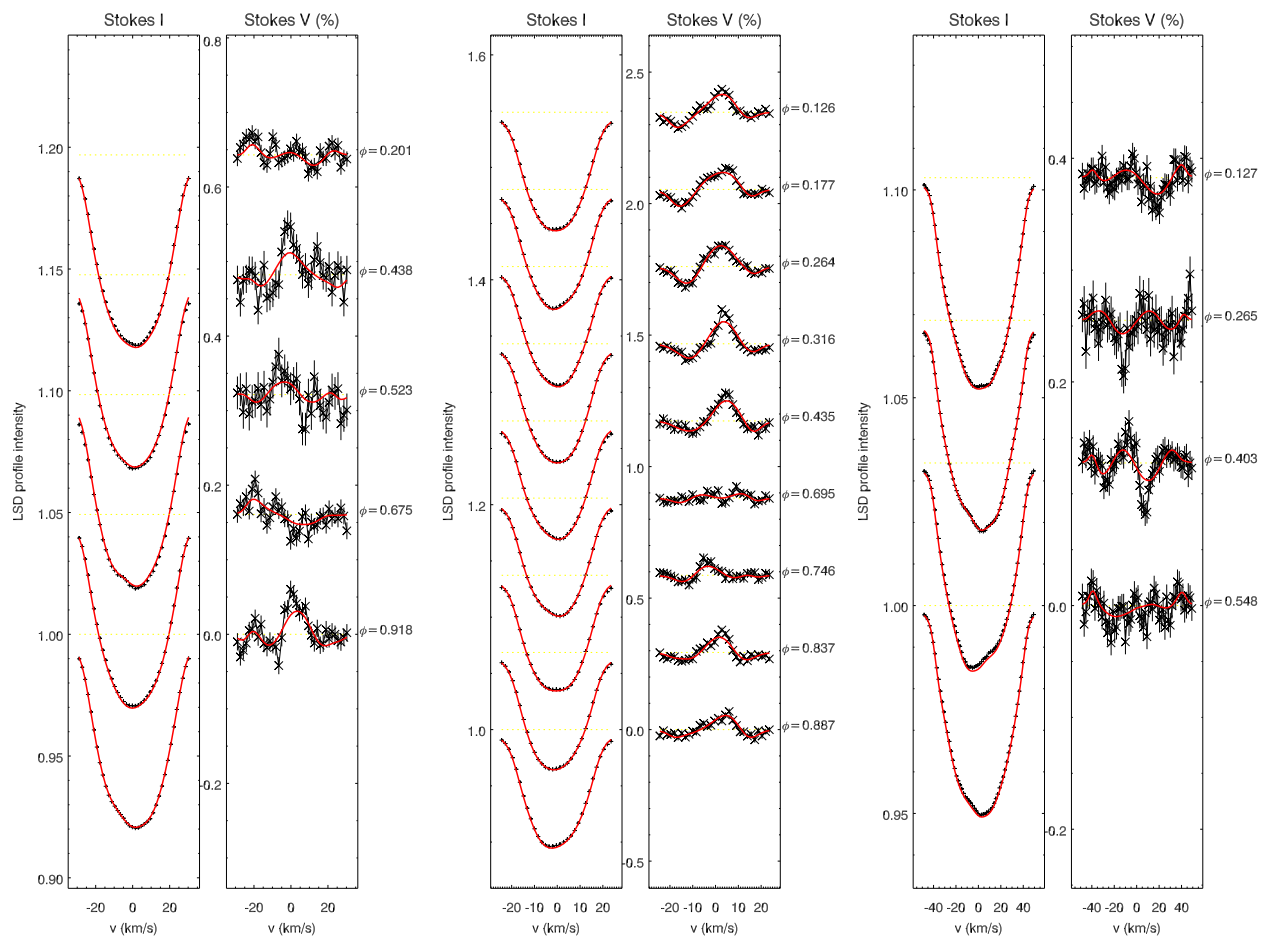 Stokes I
Stokes V (%)
LSD profile intensity
1.20
1.15
1.10
1.05
1.00
0.95
0.90
-20 0 20
v (km/s)
0.8
0.6
0.4
0.2
0.0
-0.2
φ=0.201
φ=0.438
φ=0.523
φ=0.675
φ=0.918
-20 0 20
v (km/s)
Stokes I
Stokes V (%)
LSD profile intensity
1.6
1.4
1.2
1.0
-20 -10 0 10 20
v (km/s)
2.5
2.0
1.5
1.0
0.5
0.0
-0.5
φ=0.126
φ=0.177
φ=0.264
φ=0.316
φ=0.435
φ=0.695
φ=0.746
φ=0.837
φ=0.887
-20 -10 0 10 20
v (km/s)
Stokes I
Stokes V (%)
LSD profile intensity
1.10
1.05
1.00
0.95
-40 -20 0 20 40
v (km/s)
0.4
0.2
0.0
-0.2
φ=0.127
φ=0.265
φ=0.403
φ=0.548
-40 -20 0 20 40
v (km/s)